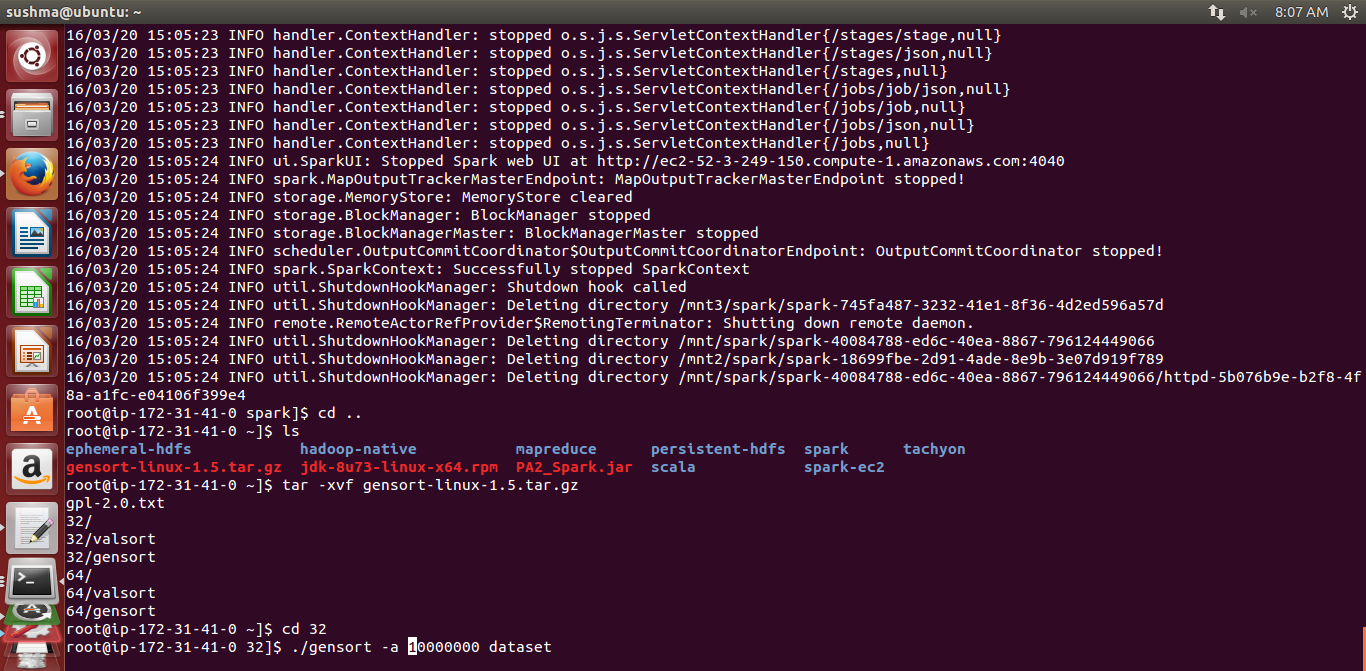 sushma@ubuntu: ~
8:07 AM
16/03/20 15:05:23 INFO handler.ContextHandler: stopped o.s.j.s.ServletContextHandler{/stages/stage,null}
16/03/20 15:05:23 INFO handler.ContextHandler: stopped o.s.j.s.ServletContextHandler{/stages/json,null}
16/03/20 15:05:23 INFO handler.ContextHandler: stopped o.s.j.s.ServletContextHandler{/stages,null}
16/03/20 15:05:23 INFO handler.ContextHandler: stopped o.s.j.s.ServletContextHandler{/jobs/job/json,null}
16/03/20 15:05:23 INFO handler.ContextHandler: stopped o.s.j.s.ServletContextHandler{/jobs/job,null}
16/03/20 15:05:23 INFO handler.ContextHandler: stopped o.s.j.s.ServletContextHandler{/jobs/json,null}
16/03/20 15:05:23 INFO handler.ContextHandler: stopped o.s.j.s.ServletContextHandler{/jobs,null}
16/03/20 15:05:24 INFO ui.SparkUI: Stopped Spark web UI at http://ec2-52-3-249-150.compute-1.amazonaws.com:4040
16/03/20 15:05:24 INFO spark.MapOutputTrackerMasterEndpoint: MapOutputTrackerMasterEndpoint stopped!
16/03/20 15:05:24 INFO storage.MemoryStore: MemoryStore cleared
16/03/20 15:05:24 INFO storage.BlockManager: BlockManager stopped
16/03/20 15:05:24 INFO storage.BlockManagerMaster: BlockManagerMaster stopped
16/03/20 15:05:24 INFO scheduler.OutputCommitCoordinator$OutputCommitCoordinatorEndpoint: OutputCommitCoordinator stopped!
16/03/20 15:05:24 INFO spark.SparkContext: Successfully stopped SparkContext
16/03/20 15:05:24 INFO util.ShutdownHookManager: Shutdown hook called
16/03/20 15:05:24 INFO util.ShutdownHookManager: Deleting directory /mnt3/spark/spark-745fa487-3232-41e1-8f36-4d2ed596a57d
16/03/20 15:05:24 INFO remote.RemoteActorRefProvider$RemotingTerminator: Shutting down remote daemon.
16/03/20 15:05:24 INFO util.ShutdownHookManager: Deleting directory /mnt/spark/spark-40084788-ed6c-40ea-8867-796124449066
16/03/20 15:05:24 INFO util.ShutdownHookManager: Deleting directory /mnt2/spark/spark-18699fbe-2d91-4ade-8e9b-3e07d919f789
16/03/20 15:05:24 INFO util.ShutdownHookManager: Deleting directory /mnt/spark/spark-40084788-ed6c-40ea-8867-796124449066/httpd-5b076b9e-b2f8-4f
8a-a1fc-e04106f399e4
root@ip-172-31-41-0 spark]$ cd ..
root@ip-172-31-41-0 ~]$ ls
ephemeral-hdfs hadoop-native mapreduce persistent-hdfs spark tachyon
gensort-linux-1.5.tar.gz jdk-8u73-linux-x64.rpm PA2_Spark.jar scala spark-ec2
root@ip-172-31-41-0 ~]$ tar -xvf gensort-linux-1.5.tar.gz
gpl-2.0.txt
32/
32/valsort
32/gensort
64/
64/valsort
64/gensort
root@ip-172-31-41-0 ~]$ cd 32
root@ip-172-31-41-0 32]$ ./gensort -a 10000000 dataset